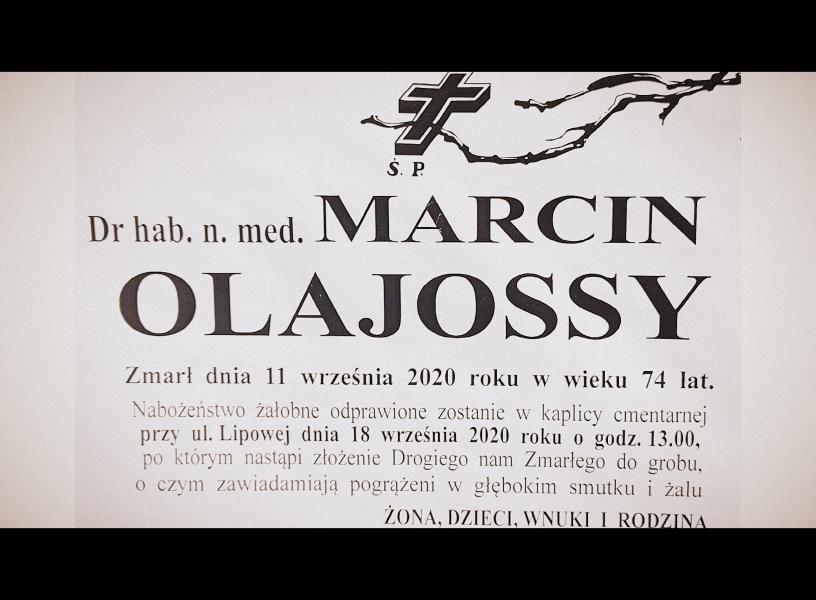 Ś. P.
Dr hab. n. med. MARCIN
OLAJOSSY
Zmarł dnia 11 września 2020 roku w wieku 74 lat.
Nabożeństwo żałobne odprawione zostanie w kaplicy cmentarnej
przy ul. Lipowej dnia 18 września 2020 roku o godz. 13.00,
po którym nastąpi złożenie Drogiego nam Zmarłego do grobu,
o czym zawiadamiają pogrążeni w głębokim smutku i żalu
ŻONA, DZIECI, WNUKI I RODZINA